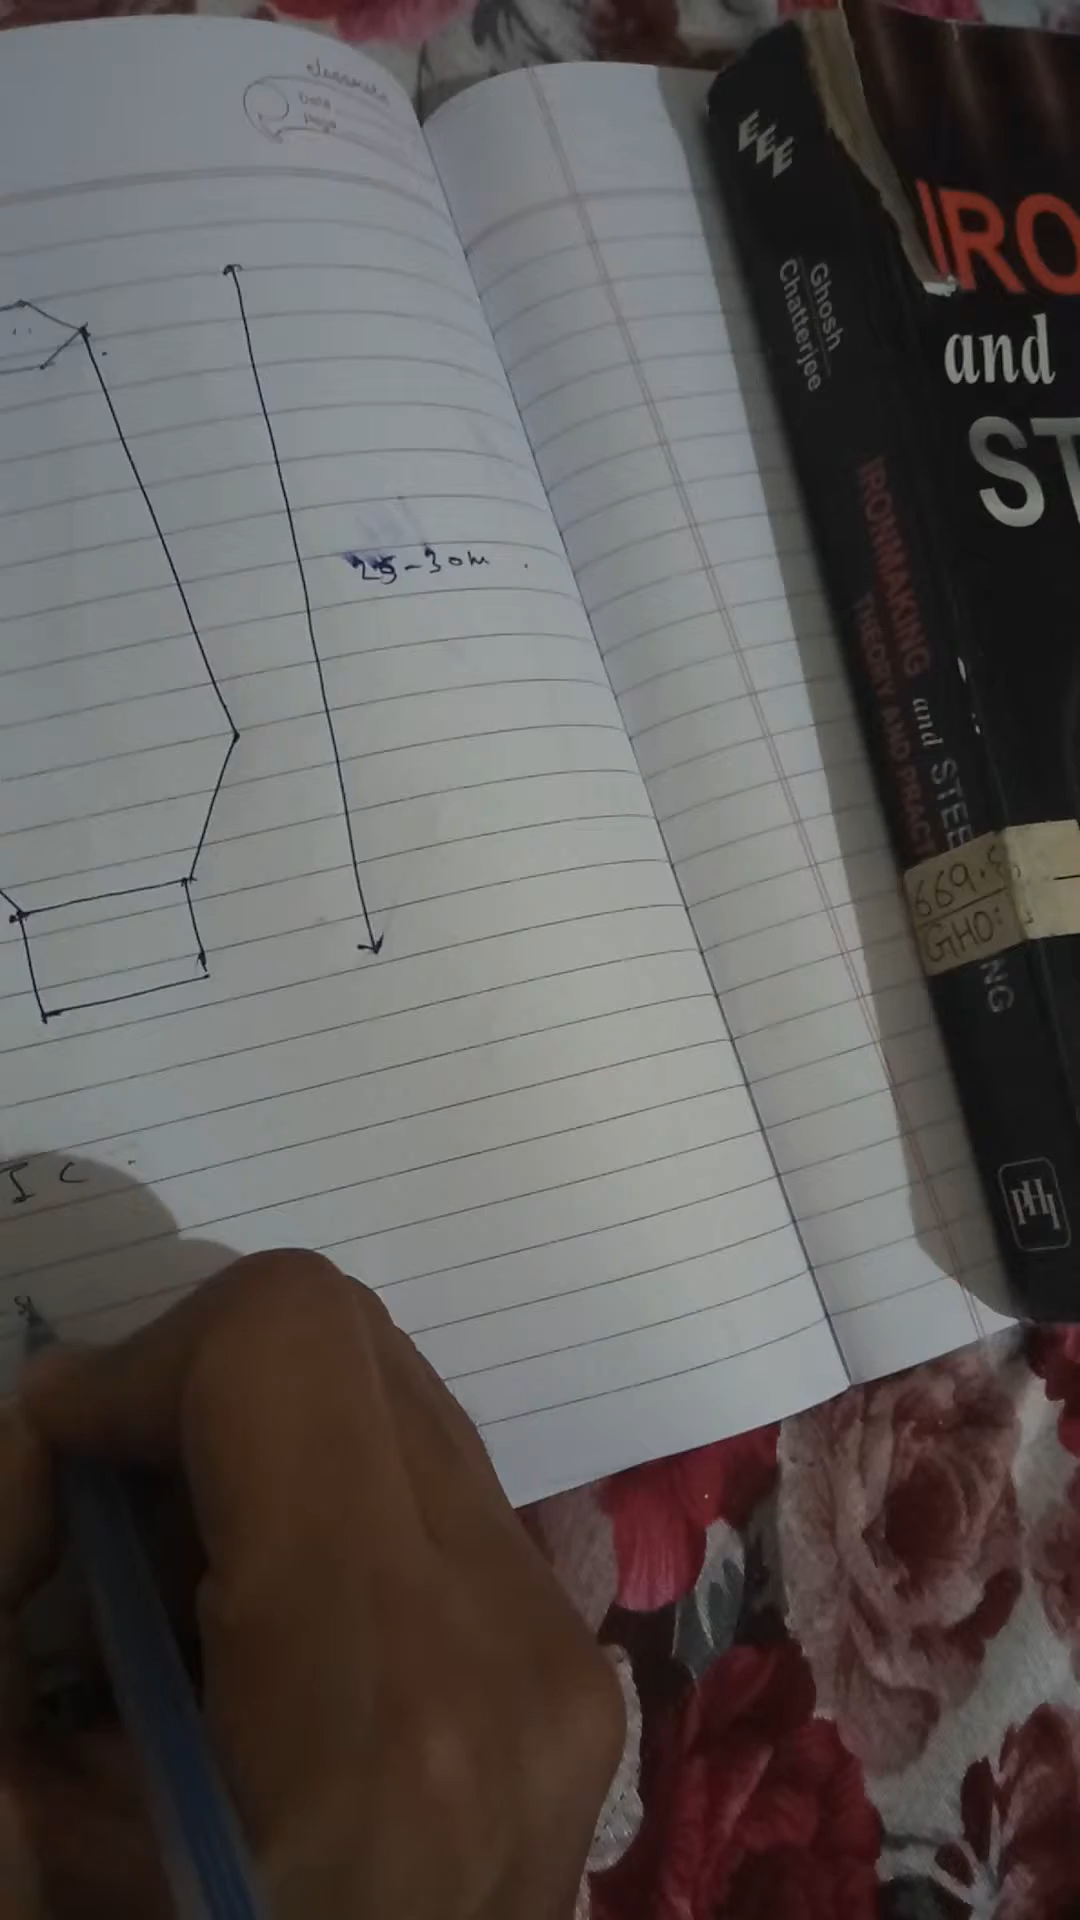 classmate
Date
Page
25-30m.
IC.
EEE
Ghosh
Chatterjee
IRONMAKING and STEE
THEORY AND PRACT
NG
669.
GHO
PHI
IRO
and
ST